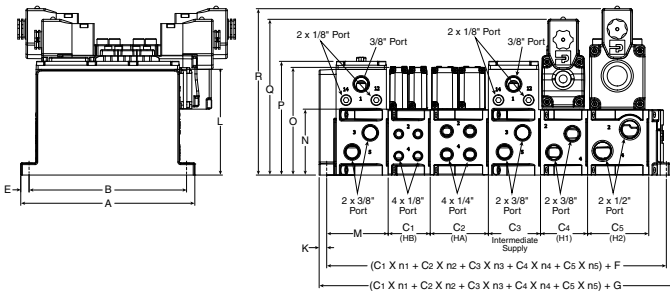 2 x 1/8" Port
3/8" Port
2 x 1/8" Port
3/8" Port
14
12
1
14
12
1
3
5
2
4
2
4
3
5
2
4
2
4
R
Q
P
O
N
L
E
B
A
2 x 3/8" Port
4 x 1/8" Port
4 x 1/4" Port
2 x 3/8" Port
2 x 3/8" Port
2 x 1/2" Port
M
C1
(HB)
C2
(HA)
C3
Intermediate
Supply
C4
(H1)
C5
(H2)
K
(C1 X n1 + C2 X n2 + C3 X n3 + C4 X n4 + C5 X n5) + F
(C1 X n1 + C2 X n2 + C3 X n3 + C4 X n4 + C5 X n5) + G